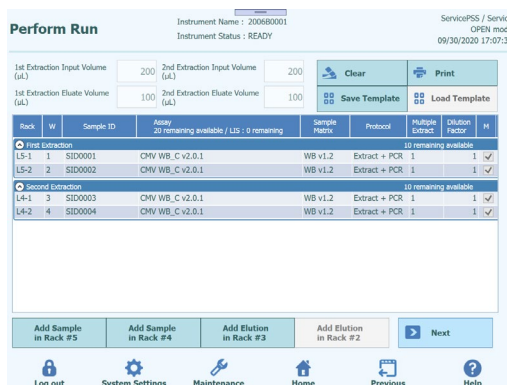 Perform Run
Instrument Name : 2006B0001
Instrument Status : READY
ServicePSS / Servic
OPEN mod
09/30/2020 17:07:3
1st Extraction Input Volume (µL) 200 2nd Extraction Input Volume (µL) 200
Clear
Print
1st Extraction Eluate Volume (µL) 100 2nd Extraction Eluate Volume (µL) 100
Save Template
Load Template
Rack W Sample ID Assay 20 remaining available / LIS : 0 remaining Sample Matrix Protocol Multiple Extract Dilution Factor M
First Extraction 10 remaining available
L5-1 1 SID0001 CMV WB_C v2.0.1 WB v1.2 Extract + PCR 1 1
L5-2 2 SID0002 CMV WB_C v2.0.1 WB v1.2 Extract + PCR 1 1
Second Extraction 10 remaining available
L4-1 3 SID0003 CMV WB_C v2.0.1 WB v1.2 Extract + PCR 1 1
L4-2 4 SID0004 CMV WB_C v2.0.1 WB v1.2 Extract + PCR 1 1
Add Sample in Rack #5
Add Sample in Rack #4
Add Elution in Rack #3
Add Elution in Rack #2
Next
Log out
System Settings
Maintenance
Home
Previous
Help